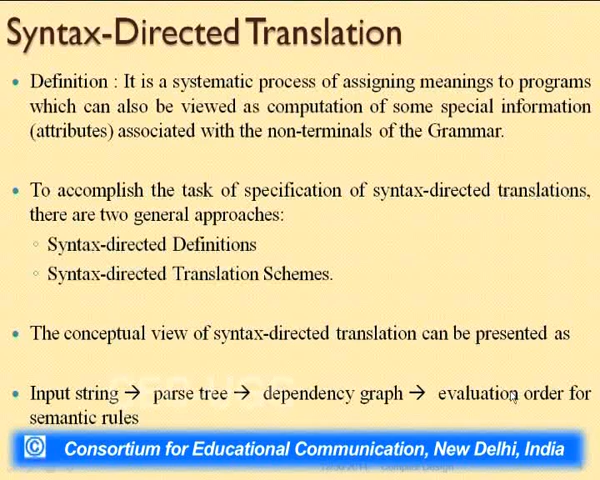 Syntax-Directed Translation
• Definition : It is a systematic process of assigning meanings to programs
which can also be viewed as computation of some special information
(attributes) associated with the non-terminals of the Grammar.
• To accomplish the task of specification of syntax-directed translations,
there are two general approaches:
◦ Syntax-directed Definitions
◦ Syntax-directed Translation Schemes.
• The conceptual view of syntax-directed translation can be presented as
• Input string → parse tree → dependency graph → evaluation order for
semantic rules
© Consortium for Educational Communication, New Delhi, India